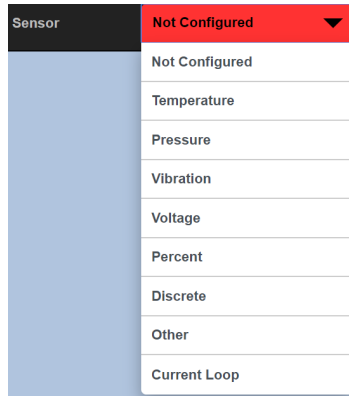 Sensor Not Configured
Not Configured
Temperature
Pressure
Vibration
Voltage
Percent
Discrete
Other
Current Loop